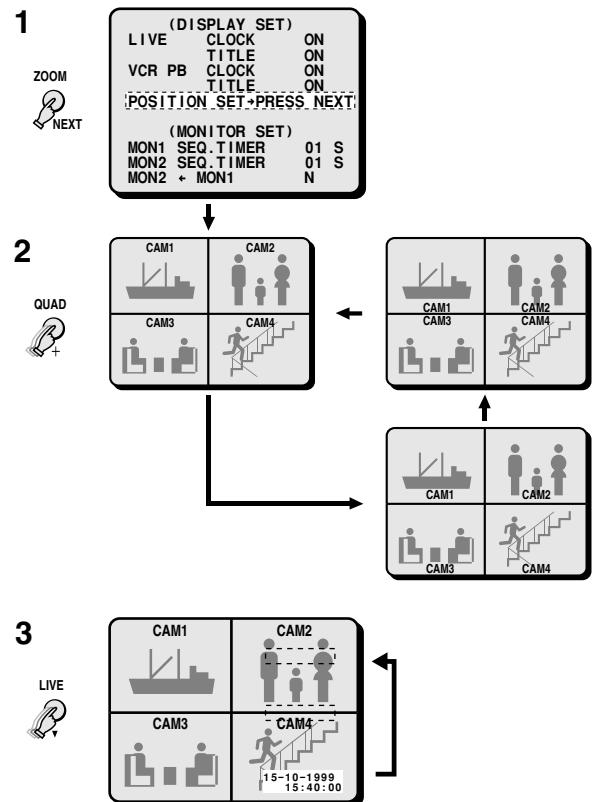 1
(DISPLAY SET)
LIVE CLOCK ON
TITLE ON
VCR PB CLOCK ON
TITLE ON
POSITION SET→PRESS NEXT
(MONITOR SET)
MON1 SEQ.TIMER 01 S
MON2 SEQ.TIMER 01 S
MON2 ← MON1 N
ZOOM
NEXT
2
QUAD
+
CAM1 CAM2
CAM3 CAM4
CAM1 CAM2
CAM3 CAM4
CAM1 CAM2
CAM3 CAM4
3
LIVE
CAM1 CAM2
CAM3 CAM4
15-10-1999
15:40:00